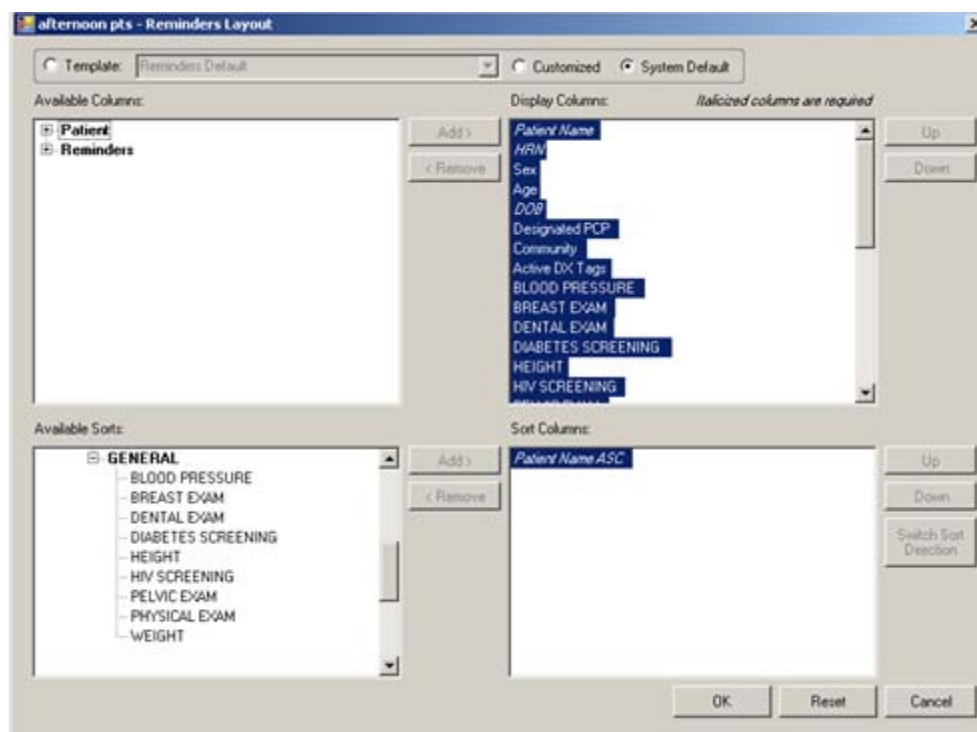 afternoon pts - Reminders Layout
Template: Reminders Default Customized System Default
Available Columns: Display Columns: Italicized columns are required
Patient
Reminders
Add >
< Remove
Patient Name
HRN
Sex
Age
DOB
Designated PCP
Community
Active DX Tags
BLOOD PRESSURE
BREAST EXAM
DENTAL EXAM
DIABETES SCREENING
HEIGHT
HIV SCREENING
Up
Down
Available Sorts: Sort Columns:
GENERAL
BLOOD PRESSURE
BREAST EXAM
DENTAL EXAM
DIABETES SCREENING
HEIGHT
HIV SCREENING
PELVIC EXAM
PHYSICAL EXAM
WEIGHT
Add >
< Remove
Patient Name ASC
Up
Down
Switch Sort
Direction
OK Reset Cancel